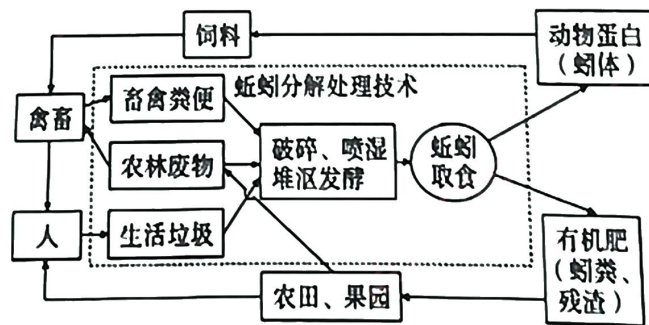 饲料
动物蛋白
(蚓体)
蚯蚓分解处理技术
畜禽粪便
禽畜
农林废物
破碎、喷湿
堆沤发酵
蚯蚓
取食
人
生活垃圾
有机肥
(蚓粪、
残渣)
农田、果园